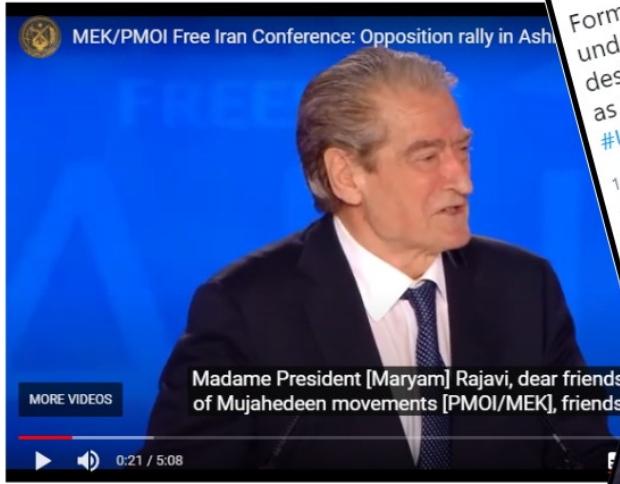 MEK/PMOI Free Iran Conference: Opposition rally in Ash
FREE
Madame President [Maryam] Rajavi, dear friends
of Mujahedeen movements [PMOI/MEK], friends
MORE VIDEOS
0:21 / 5:08
Form
und
des
as